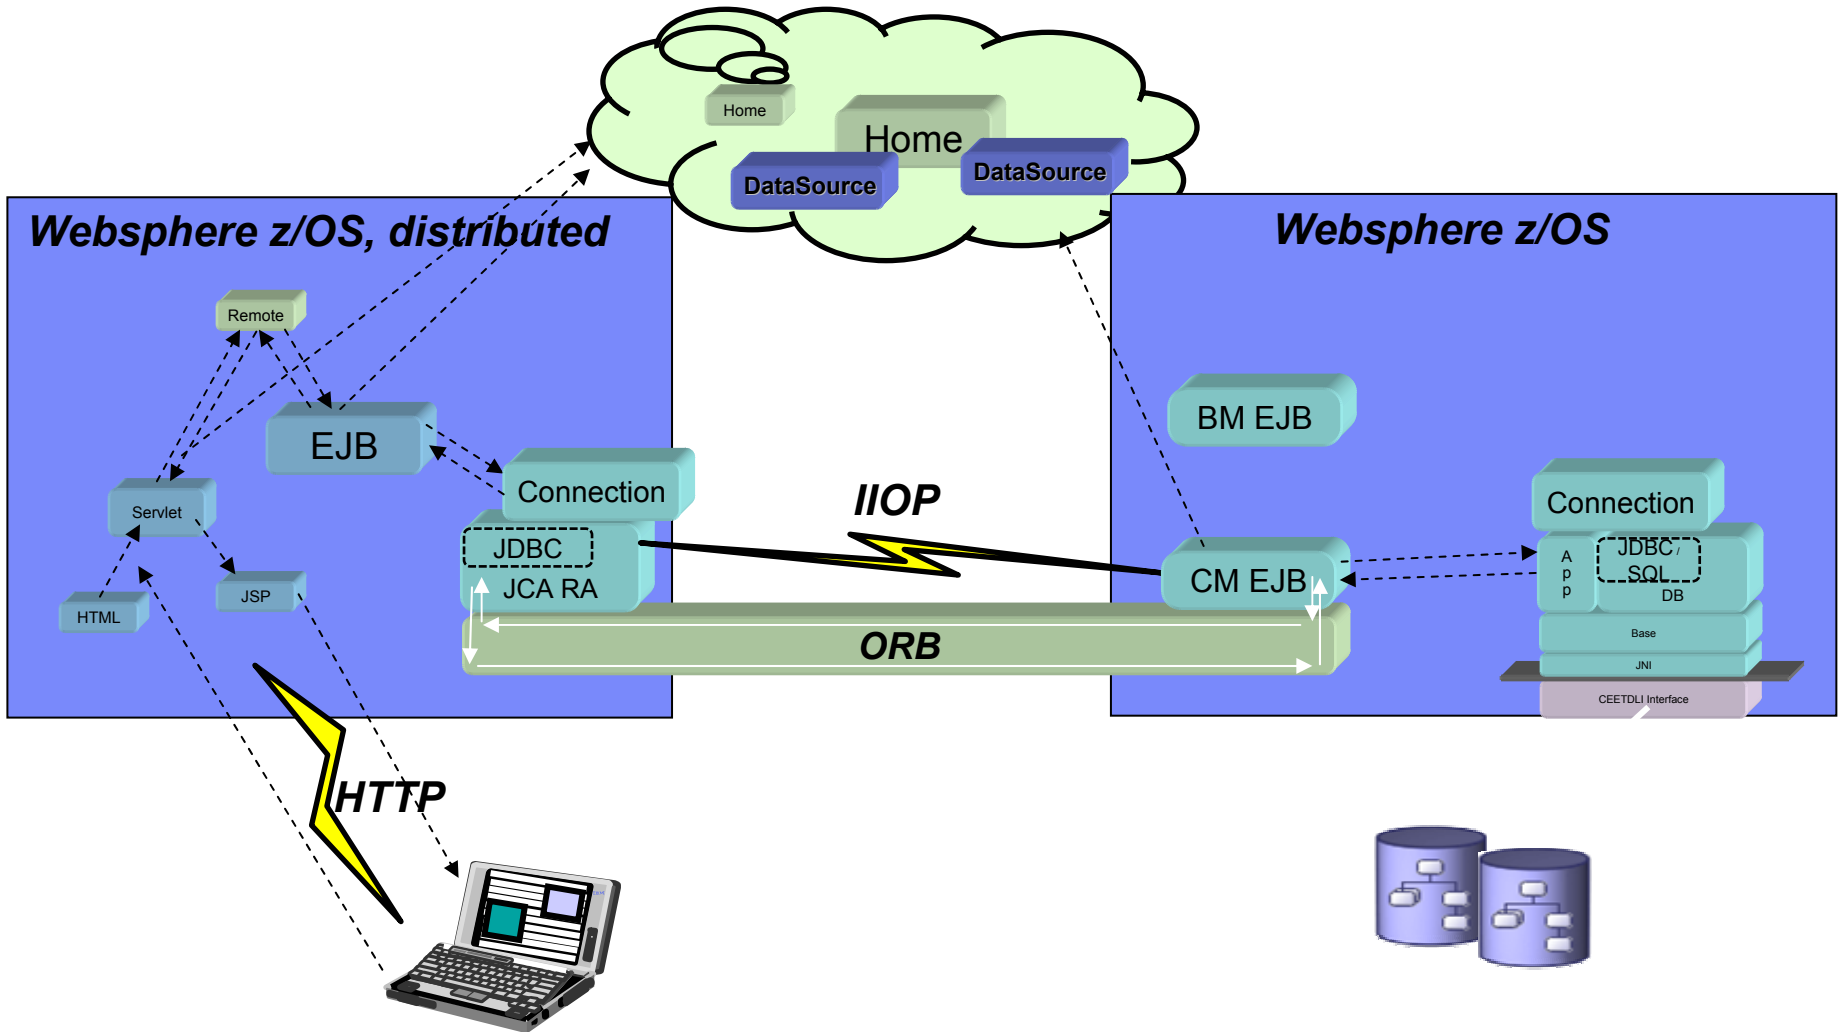 Home
Home
DataSource
DataSource
Websphere z/OS, distributed
Websphere z/OS
Remote
EJB
BM EJB
Connection
Servlet
IIOP
Connection
JDBC
JCA RA
CM EJB
App
JDBC /
SQL
DB
JSP
HTML
ORB
Base
JNI
CEETDLI Interface
HTTP